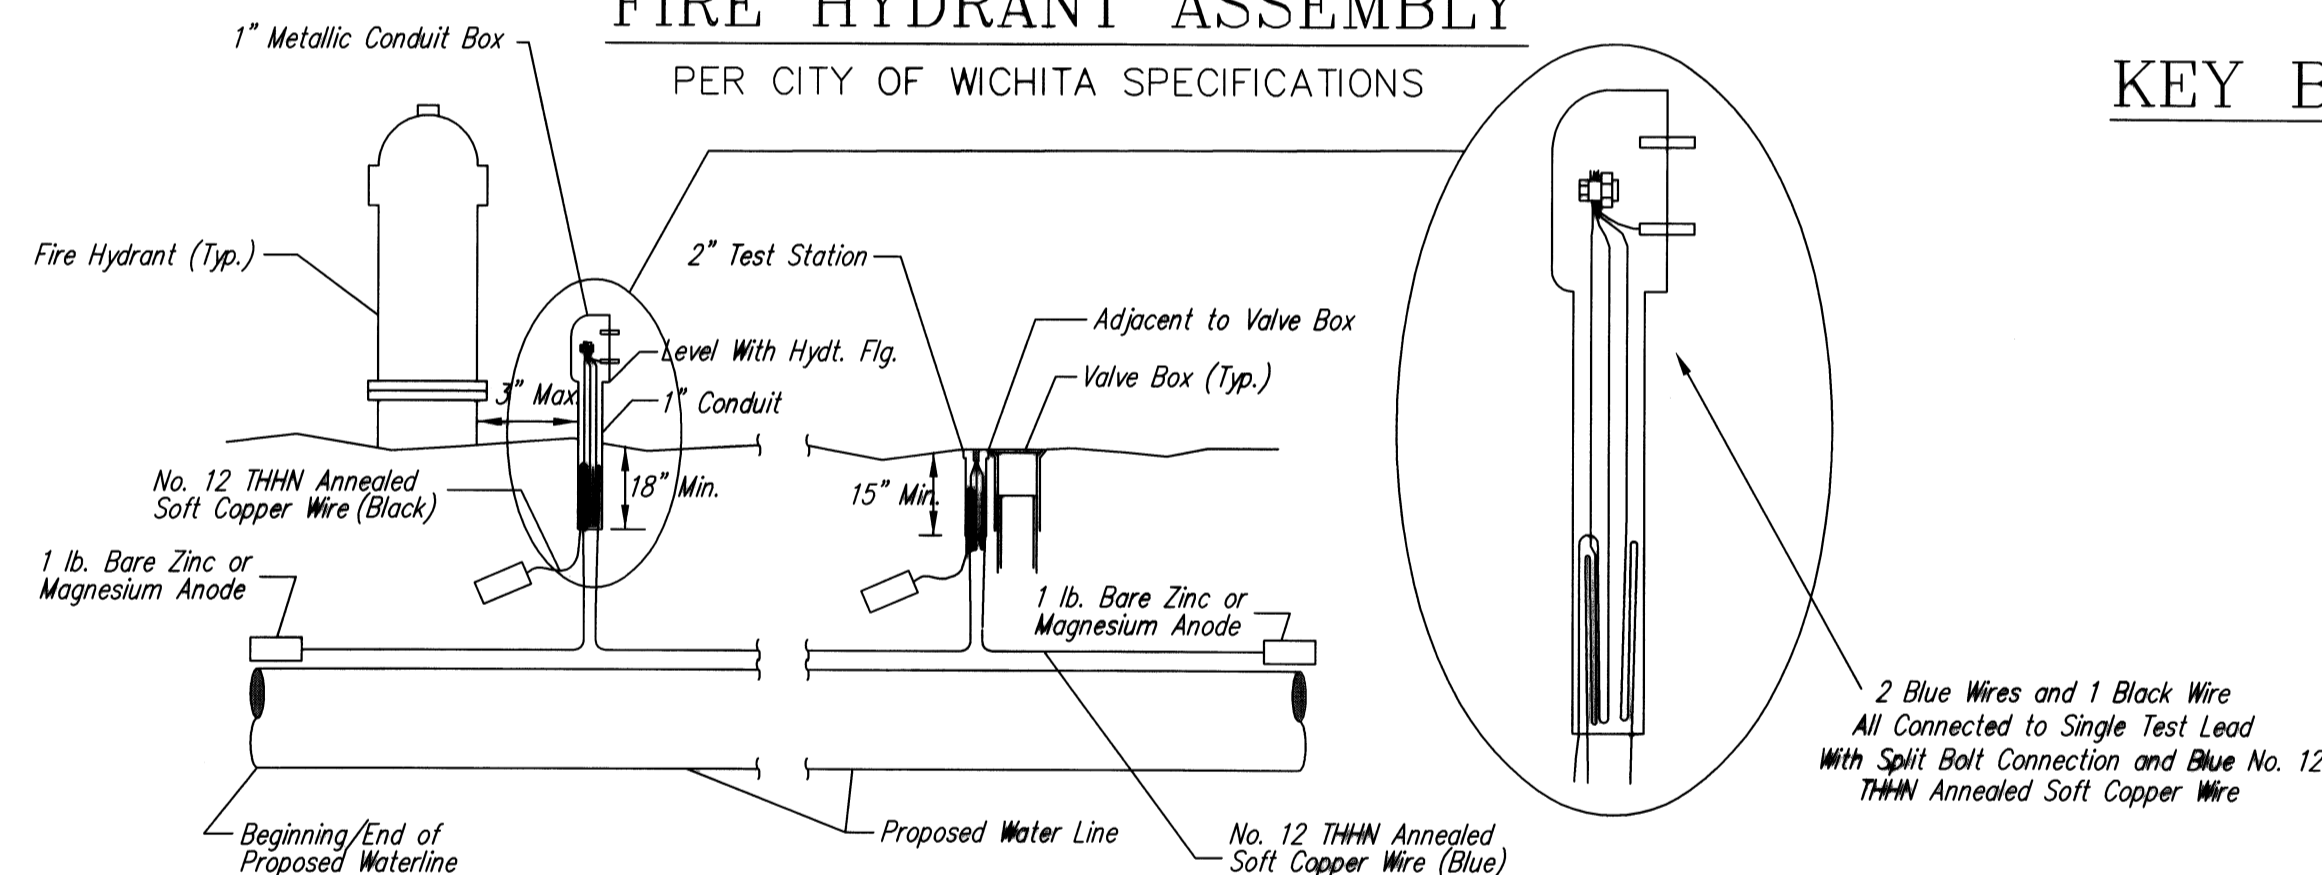 FIRE HYDRANT ASSEMBLY
PER CITY OF WICHITA SPECIFICATIONS
KEY B
1" Metallic Conduit Box
Fire Hydrant (Typ.)
2" Test Station
Adjacent to Valve Box
Level With Hydt. Flg.
Valve Box (Typ.)
3" Max.
1" Conduit
No. 12 THHN Annealed
Soft Copper Wire (Black)
18" Min.
15" Min.
1 lb. Bare Zinc or
Magnesium Anode
1 lb. Bare Zinc or
Magnesium Anode
2 Blue Wires and 1 Black Wire
All Connected to Single Test Lead
With Split Bolt Connection and Blue No. 12
THHN Annealed Soft Copper Wire
Beginning/End of
Proposed Waterline
Proposed Water Line
No. 12 THHN Annealed
Soft Copper Wire (Blue)